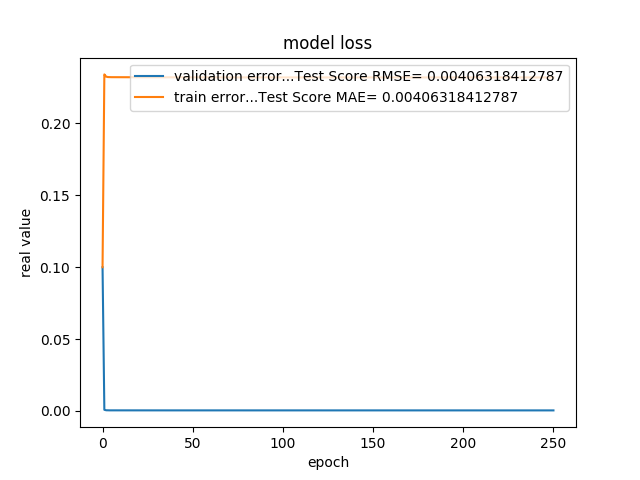 model loss
validation error...Test Score RMSE= 0.00406318412787
train error...Test Score MAE= 0.00406318412787
0.20
0.15
0.10
0.05
0.00
real value
0 50 100 150 200 250
epoch